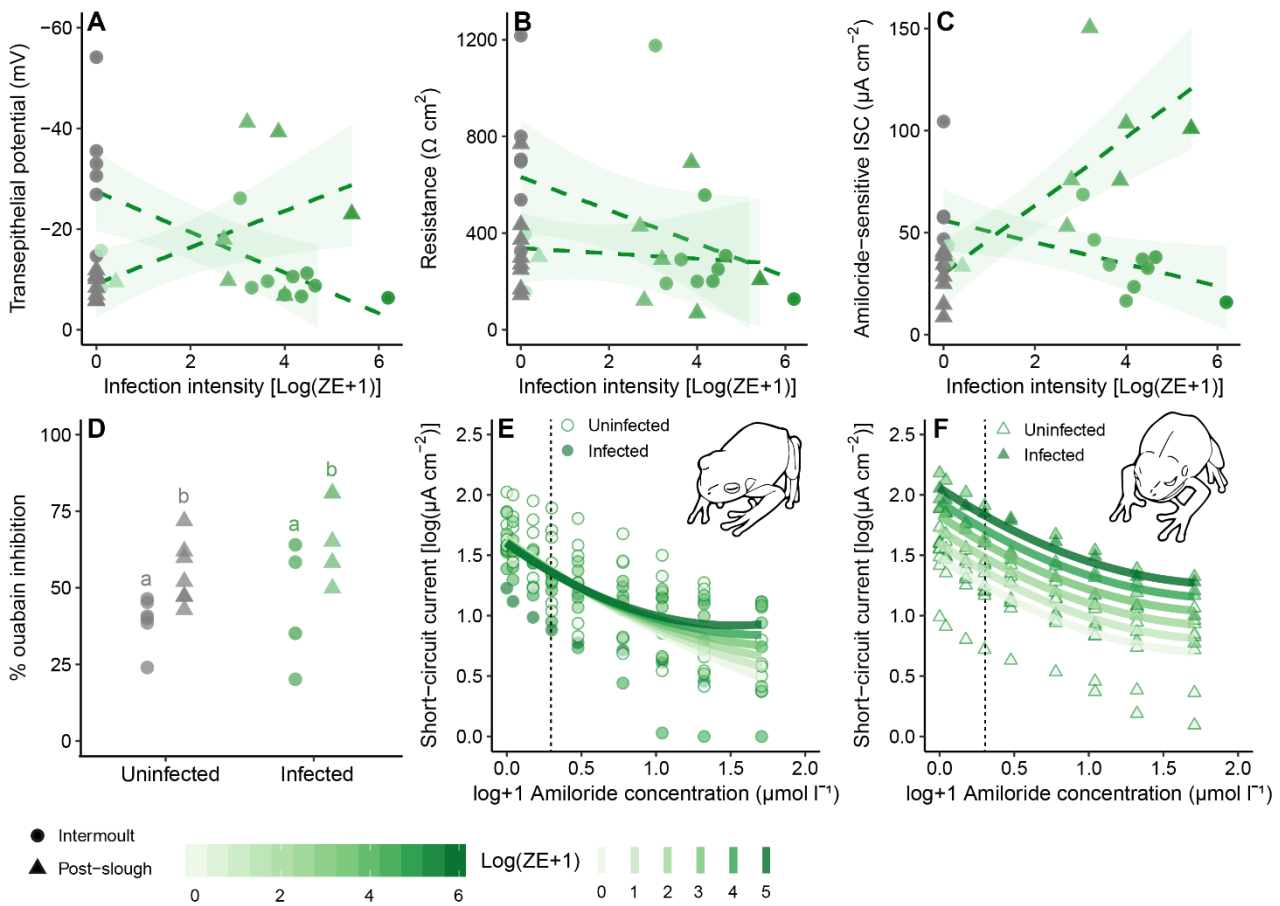 A
B
C
Transepithelial potential (mV)
−60
−40
−20
0
0
2
4
6
Infection intensity [Log(ZE+1)]
Resistance (Ω cm²)
1200
800
400
0
0
2
4
6
Infection intensity [Log(ZE+1)]
Amiloride−sensitive ISC (µA cm⁻²)
150
100
50
0
0
2
4
6
Infection intensity [Log(ZE+1)]
D
% ouabain inhibition
100
75
50
25
0
a
b
a
b
Uninfected
Infected
E
Uninfected
Infected
Short−circuit current [log(µA cm⁻²)]
2.5
2.0
1.5
1.0
0.5
0.0
0.0
0.5
1.0
1.5
2.0
log+1 Amiloride concentration (µmol l⁻¹)
F
Uninfected
Infected
Short−circuit current [log(µA cm⁻²)]
2.5
2.0
1.5
1.0
0.5
0.0
0.0
0.5
1.0
1.5
2.0
log+1 Amiloride concentration (µmol l⁻¹)
Intermoult
Post−slough
0
2
4
6
Log(ZE+1)
0
1
2
3
4
5